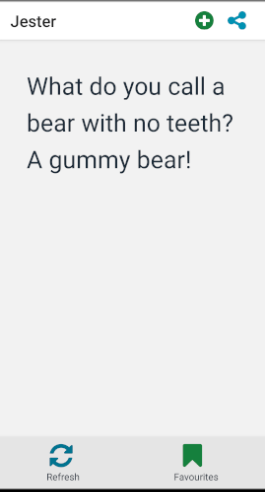 Jester
What do you call a
bear with no teeth?
A gummy bear!
Refresh
Favourites